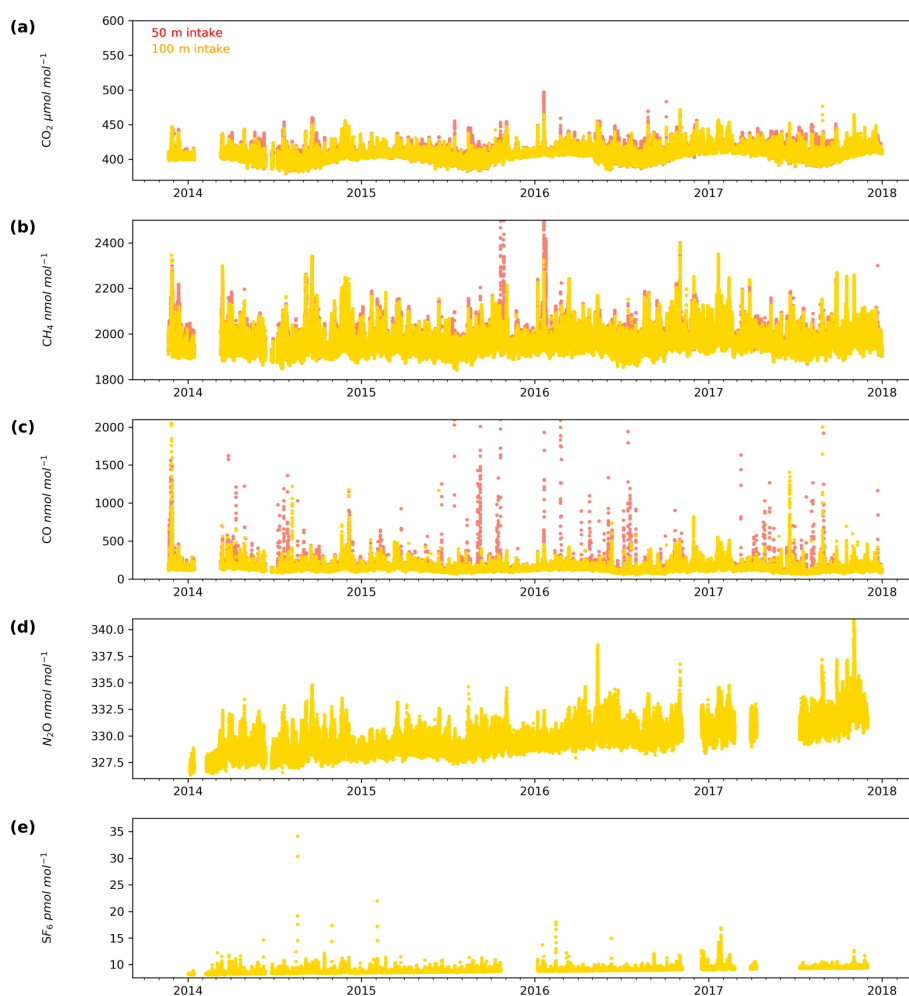 (a)
CO₂ μmol mol⁻¹
50 m intake
100 m intake
600
500
450
400
2014 2015 2016 2017 2018
(b)
CH₄ nmol mol⁻¹
2400
2200
2000
1800
2014 2015 2016 2017 2018
(c)
CO nmol mol⁻¹
2000
1500
1000
500
0
2014 2015 2016 2017 2018
(d)
N₂O nmol mol⁻¹
340.0
337.5
335.0
332.5
330.0
327.5
2014 2015 2016 2017 2018
(e)
SF₆ pmol mol⁻¹
35
30
25
20
15
10
2014 2015 2016 2017 2018